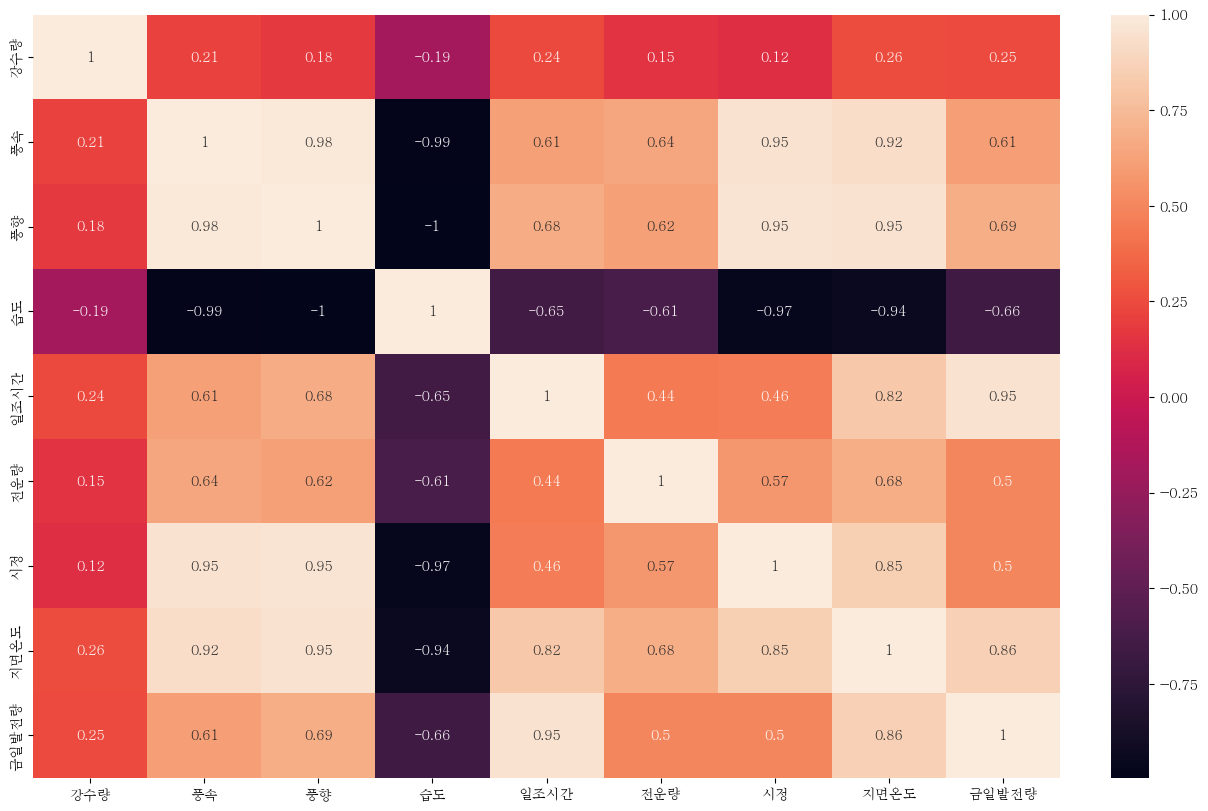 강수량 1 0.21 0.18 −0.19 0.24 0.15 0.12 0.26 0.25
풍속 0.21 1 0.98 −0.99 0.61 0.64 0.95 0.92 0.61
풍향 0.18 0.98 1 −1 0.68 0.62 0.95 0.95 0.69
습도 −0.19 −0.99 −1 1 −0.65 −0.61 −0.97 −0.94 −0.66
일조시간 0.24 0.61 0.68 −0.65 1 0.44 0.46 0.82 0.95
전운량 0.15 0.64 0.62 −0.61 0.44 1 0.57 0.68 0.5
시정 0.12 0.95 0.95 −0.97 0.46 0.57 1 0.85 0.5
지면온도 0.26 0.92 0.95 −0.94 0.82 0.68 0.85 1 0.86
금일발전량 0.25 0.61 0.69 −0.66 0.95 0.5 0.5 0.86 1
강수량 풍속 풍향 습도 일조시간 전운량 시정 지면온도 금일발전량
1.00
0.75
0.50
0.25
0.00
−0.25
−0.50
−0.75